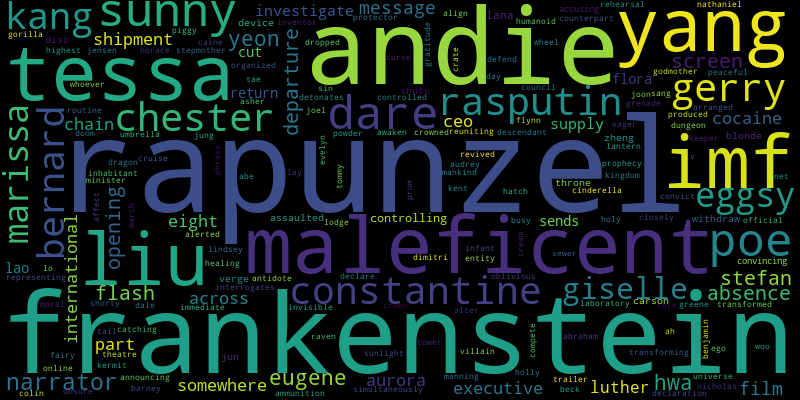 kang sunny device investigate message align lana humanoid accusing counterpart rehearsal nathaniel
gorilla disc shipment yeon inventor protector andie yang
highest jensen piggy caine horace stepmother cut dropped gratitude crate wheel defend screen
tessa whoever organized departure curse day council flora godmother peaceful
routine tae return sin shuts joon sang gerry
marissa chester asher detonates controlled dare rasputin grenade arranged cocaine
chain doom umbrella jung joel powder awaken crowned ceo reuniting flynn supply eager produced dungeon
bernard phrase evelyn revived descendant zheng lantern keeper blonde
rapunzel imf
dragon cruise abe lay tommy audrey mankind prophecy kingdom net
inhabitant minister prom kent hatch throne cinderella convict eggsy
opening affect march eight assaulted lodge controlling cream busy sends holy closely withdraw official
international liu alerted lindsey maleficent poe
lao lo healing dimitri infant entity sewer convincing
representing verge antidote declare oblivious giselle stefan
flash across interrogates constantine laboratory carson absence
moral shorty dale immediate invisible crown alter greene transformed
frankenstein
tail catching raven compete abraham ah benjamin ego woo
part theatre jun sunlight tower villain transforming
fairy kermit
narrator online announcing somewhere eugene aurora manning holly trailer luther hwa universe film
colin unsure barney ammunition simultaneously executive beck nicholas declaration